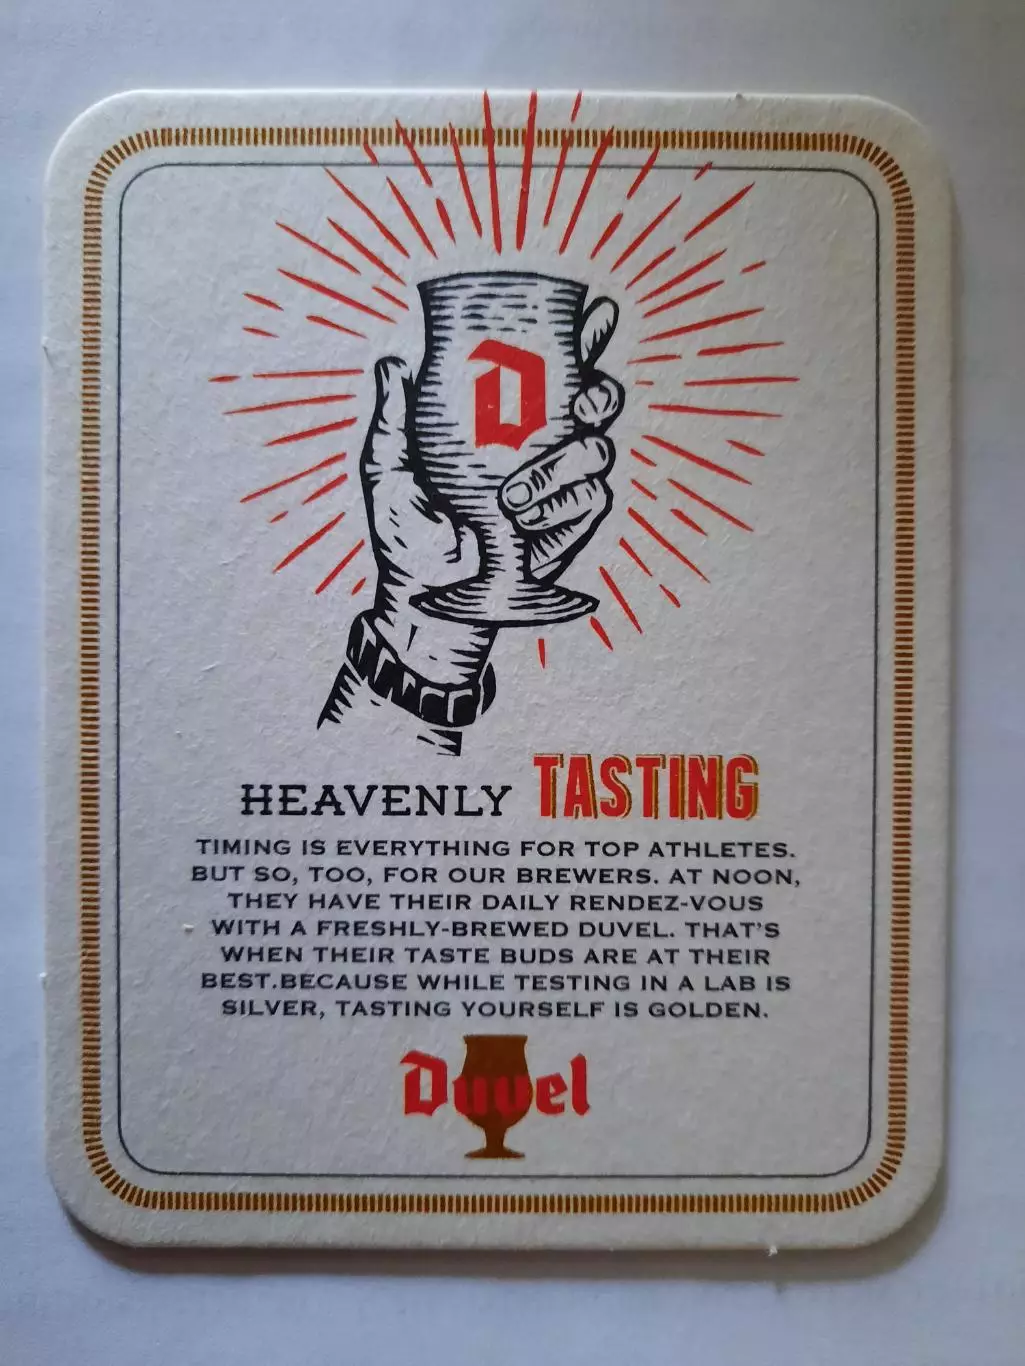 D
HEAVENLY TASTING
TIMING IS EVERYTHING FOR TOP ATHLETES.
BUT SO, TOO, FOR OUR BREWERS. AT NOON,
THEY HAVE THEIR DAILY RENDEZ-VOUS
WITH A FRESHLY-BREWED DUVEL. THAT'S
WHEN THEIR TASTE BUDS ARE AT THEIR
BEST.BECAUSE WHILE TESTING IN A LAB IS
SILVER, TASTING YOURSELF IS GOLDEN.
Duvel